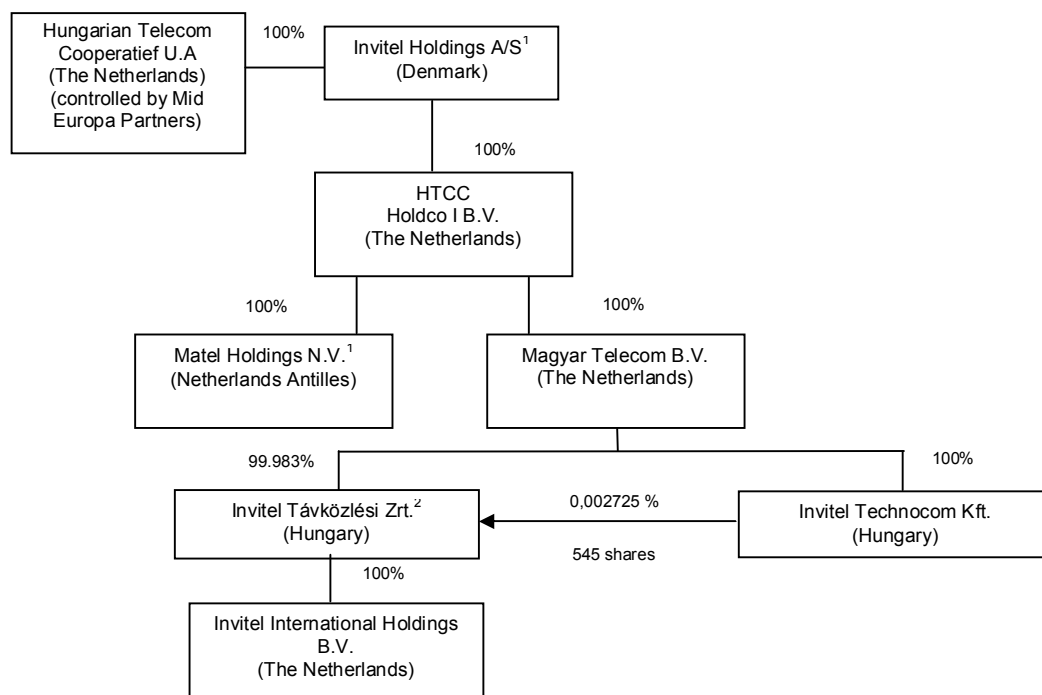 Hungarian Telecom
Cooperatief U.A
(The Netherlands)
(controlled by Mid
Europa Partners)
100%
Invitel Holdings A/S¹
(Denmark)
100%
HTCC
Holdco I B.V.
(The Netherlands)
100%
100%
Matel Holdings N.V.¹
(Netherlands Antilles)
Magyar Telecom B.V.
(The Netherlands)
99.983%
100%
Invitel Távközlési Zrt.²
(Hungary)
0,002725 %
545 shares
Invitel Technocom Kft.
(Hungary)
100%
Invitel International Holdings
B.V.
(The Netherlands)